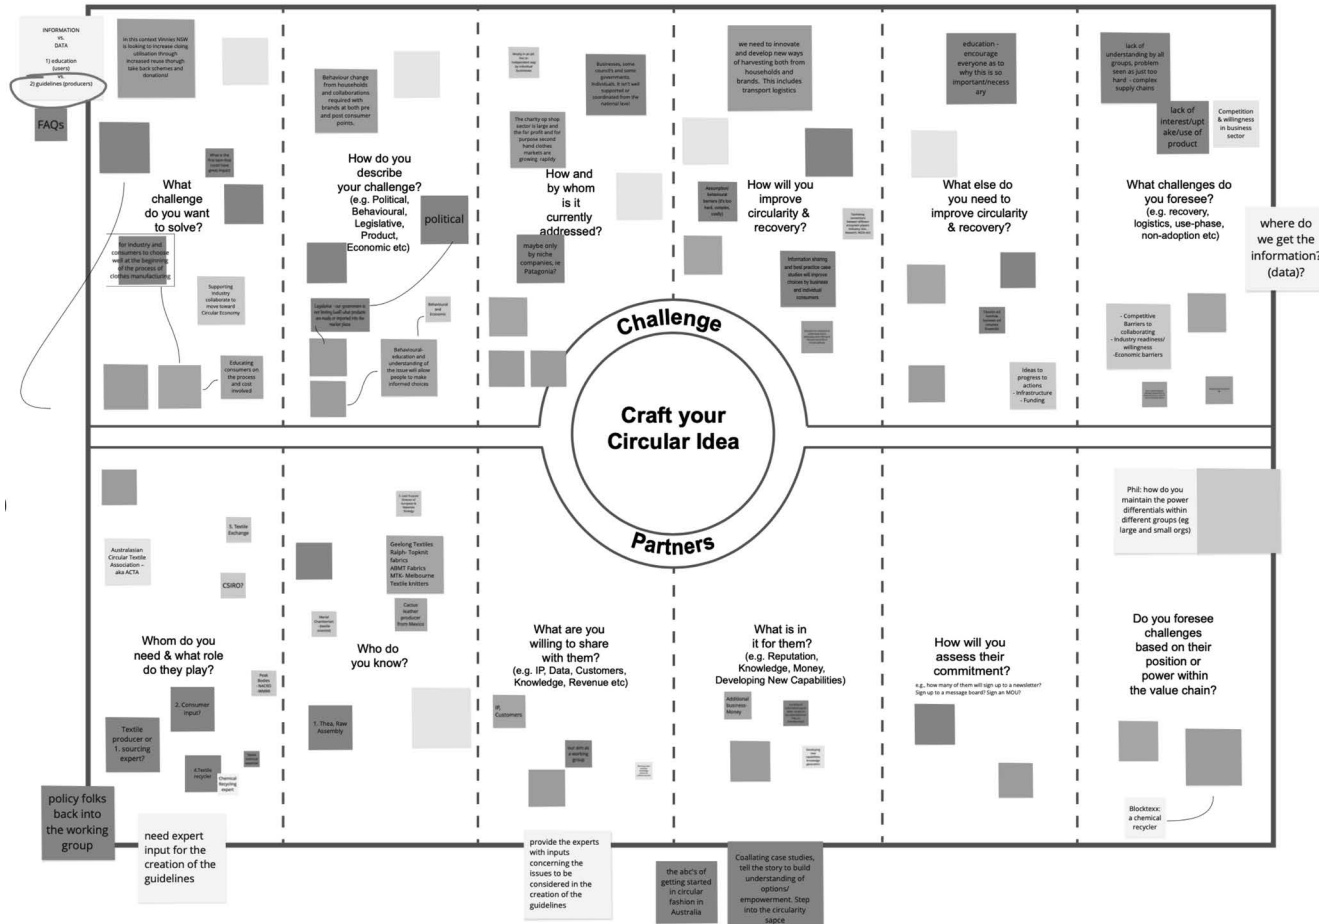 INFORMATION
vs.
DATA
1) education
(users)
vs.
2) guidelines (producers)
FAQs
in this context Vinnies NSW
is looking to increase
utilisation through
increased reuse thorugh
take back schemes and
donations!
What
challenge
do you want
to solve?
for industry and
consumers to choose
well at the beginning
of the process of
clothes manufacturing
Supporting
industry
collaborate to
move toward
Circular Economy
Educating
consumers on
the process
and cost
involved
Behaviour change
from households
and collaborations
required with
brands at both pre
and post consumer
points.
How do you
describe
your challenge?
(e.g. Political,
Behavioural,
Legislative,
Product,
Economic etc)
political
Behavioural
and
Economic
Behavioural-
education and
understanding of
the issue will allow
people to make
informed choices
Businesses, some
councils and some
governments,
individuals. It isn't well
supported or
coordinated from the
national level
The charity op shop
sector is large and
the for profit and for
purpose second
hand clothes
markets are
growing rapidly
How and
by whom
is it
currently
addressed?
maybe only
by niche
companies, ie
Patagonia?
we need to innovate
and develop new ways
of harvesting both from
households and
brands. This includes
transport logistics
Assumption/
behavioural
barriers (it's too
hard, complex,
costly)
How will you
improve
circularity &
recovery?
Information sharing
and best practice case
studies will improve
choices by business
and individual
consumers
education -
encourage
everyone as
to why this is so
important/necess
ary
What else do
you need to
improve circularity
& recovery?
Ideas to
progress to
actions
- Infrastructure
- Funding
lack of
understanding by all
groups, problem
seen as just too
hard - complex
supply chains
lack of
interest/upt
ake/use of
product
Competition
& willingness
in business
sector
What challenges do
you foresee?
(e.g. recovery,
logistics, use-phase,
non-adoption etc)
where do
we get the
information?
(data)?
- Competitive
Barriers to
collaborating
- Industry readiness/
willingness
-Economic barriers
Challenge
Craft your
Circular Idea
Partners
5. Textile
Exchange
Australasian
Circular Textile
Association –
aka ACTA
CSIRO?
Whom do you
need & what role
do they play?
2. Consumer
input?
Textile
producer or
1. sourcing
expert?
4.Textile
recycler
Chemical
Recycling
expert
policy folks
back into
the working
group
need expert
input for the
creation of the
guidelines
Geelong Textiles
Ralph- Topknit
fabrics
ABMT Fabrics
MTK- Melbourne
Textile knitters
Cactus
leather
producer
from Mexico
Who do
you know?
1. Thea, Raw
Assembly
What are you
willing to share
with them?
(e.g. IP, Data, Customers,
Knowledge, Revenue etc)
IP,
Customers
our aim as
a working
group
provide the experts
with inputs
concerning the
issues to be
considered in the
creation of the
guidelines
What is in
it for them?
(e.g. Reputation,
Knowledge, Money,
Developing New Capabilities)
Additional
Business
Money
the abc's of
getting started
in circular
fashion in
Australia
Coallating case studies,
tell the story to build
understanding of
options/
empowerment. Step
into the circularity
sapce
How will you
assess their
commitment?
e.g., how many of them will sign up to a newsletter?
Sign up to a message board? Sign an MOU?
Phil: how do you
maintain the power
differentials within
different groups (eg
large and small orgs)
Do you foresee
challenges
based on their
position or
power within
the value chain?
Blocktexx:
a chemical
recycler